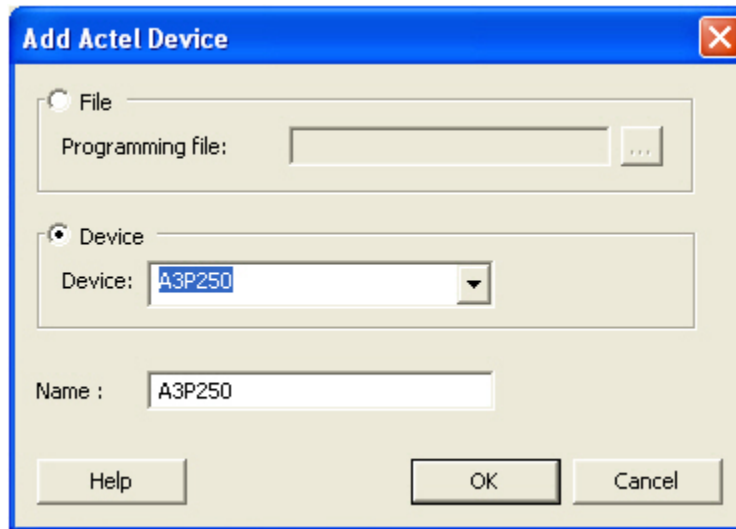 Add Actel Device
File
Programming file:
...
Device
Device: A3P250
Name : A3P250
Help OK Cancel